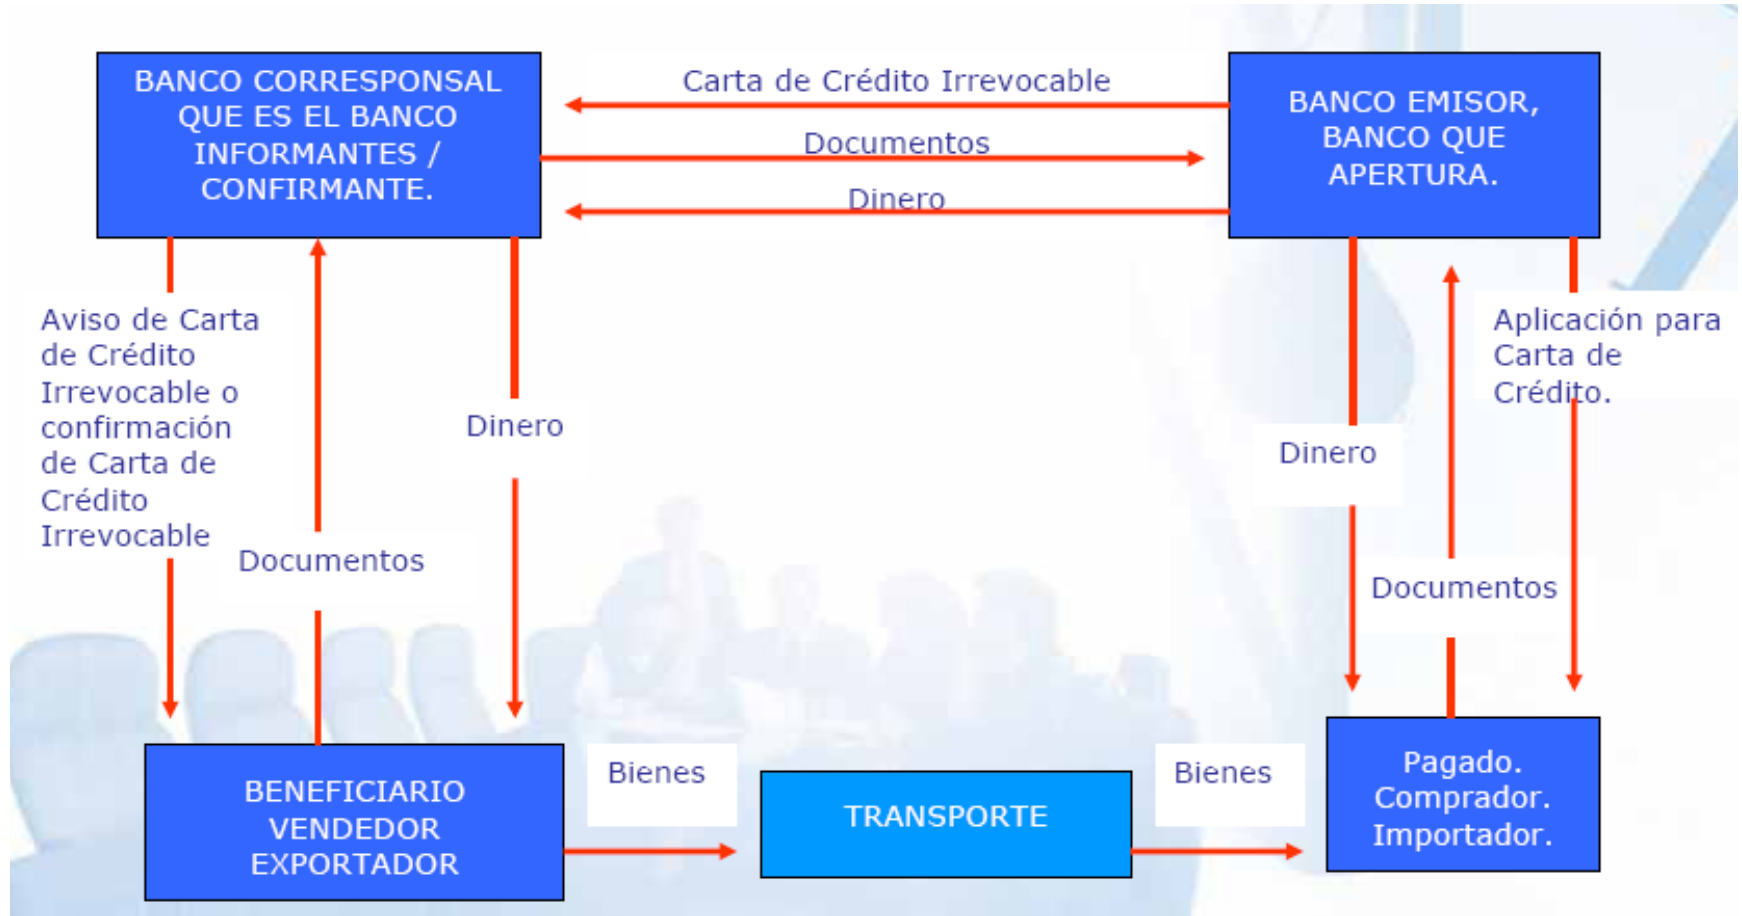 BANCO CORRESPONSAL
QUE ES EL BANCO
INFORMANTES /
CONFIRMANTE.
Carta de Crédito Irrevocable
Documentos
Dinero
BANCO EMISOR,
BANCO QUE
APERTURA.
Aviso de Carta
de Crédito
Irrevocable o
confirmación
de Carta de
Crédito
Irrevocable
Documentos
Dinero
Dinero
Documentos
Aplicación para
Carta de
Crédito.
BENEFICIARIO
VENDEDOR
EXPORTADOR
Bienes
TRANSPORTE
Bienes
Pagado.
Comprador.
Importador.